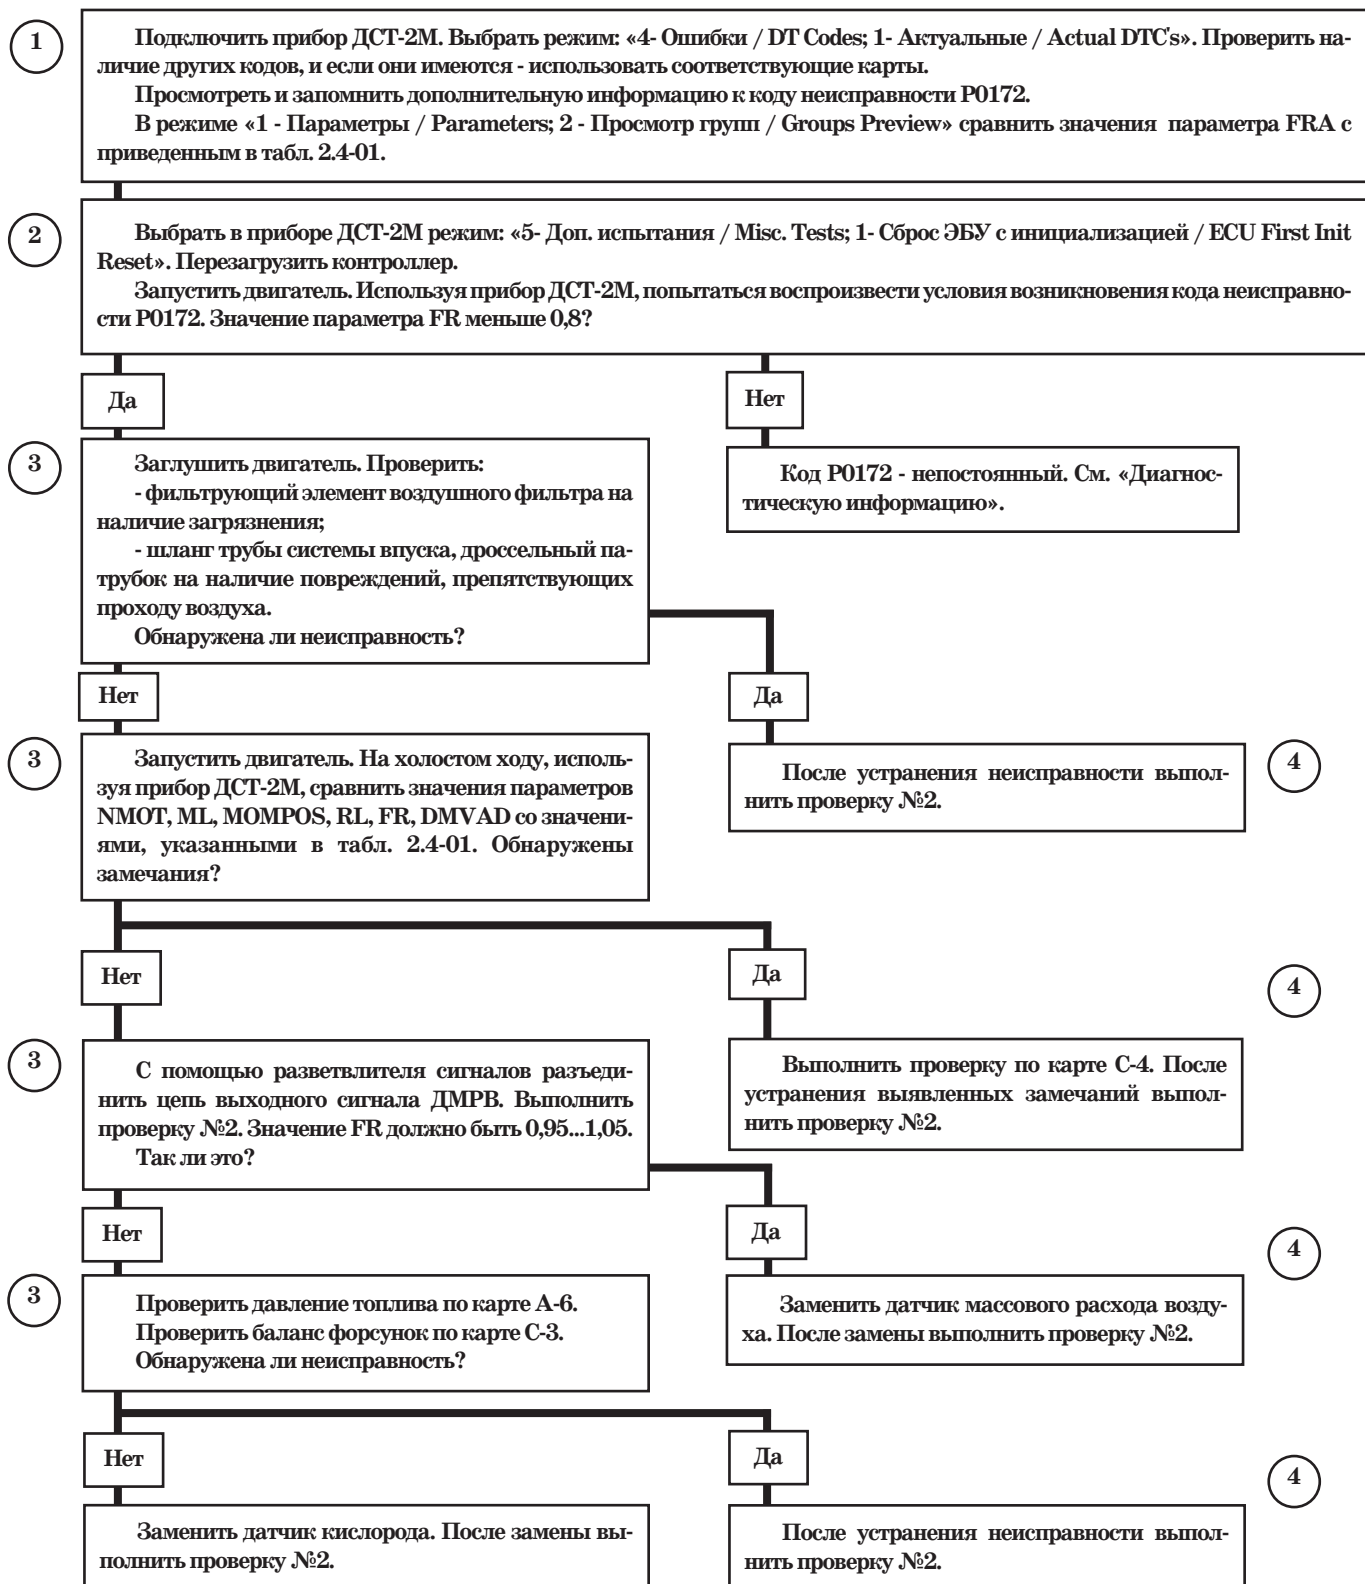 1
Подключить прибор ДСТ-2М. Выбрать режим: «4- Ошибки / DT Codes; 1- Актуальные / Actual DTC's». Проверить на-
личие других кодов, и если они имеются - использовать соответствующие карты.
Просмотреть и запомнить дополнительную информацию к коду неисправности Р0172.
В режиме «1 - Параметры / Parameters; 2 - Просмотр групп / Groups Preview» сравнить значения параметра FRA с
приведенным в табл. 2.4-01.
2
Выбрать в приборе ДСТ-2М режим: «5- Доп. испытания / Misc. Tests; 1- Сброс ЭБУ с инициализацией / ECU First Init
Reset». Перезагрузить контроллер.
Запустить двигатель. Используя прибор ДСТ-2М, попытаться воспроизвести условия возникновения кода неисправно-
сти Р0172. Значение параметра FR меньше 0,8?
Да
Нет
3
Заглушить двигатель. Проверить:
- фильтрующий элемент воздушного фильтра на
наличие загрязнения;
- шланг трубы системы впуска, дроссельный па-
трубок на наличие повреждений, препятствующих
проходу воздуха.
Обнаружена ли неисправность?
Код Р0172 - непостоянный. См. «Диагнос-
тическую информацию».
Нет
Да
3
Запустить двигатель. На холостом ходу, исполь-
зуя прибор ДСТ-2М, сравнить значения параметров
NMOT, ML, MOMPOS, RL, FR, DMVAD со значени-
ями, указанными в табл. 2.4-01. Обнаружены
замечания?
После устранения неисправности выпол-
нить проверку №2.
4
Нет
Да
4
3
С помощью разветвлителя сигналов разъеди-
нить цепь выходного сигнала ДМРВ. Выполнить
проверку №2. Значение FR должно быть 0,95...1,05.
Так ли это?
Выполнить проверку по карте С-4. После
устранения выявленных замечаний выпол-
нить проверку №2.
Нет
Да
4
3
Проверить давление топлива по карте А-6.
Проверить баланс форсунок по карте С-3.
Обнаружена ли неисправность?
Заменить датчик массового расхода возду-
ха. После замены выполнить проверку №2.
Нет
Да
4
Заменить датчик кислорода. После замены вы-
полнить проверку №2.
После устранения неисправности выпол-
нить проверку №2.